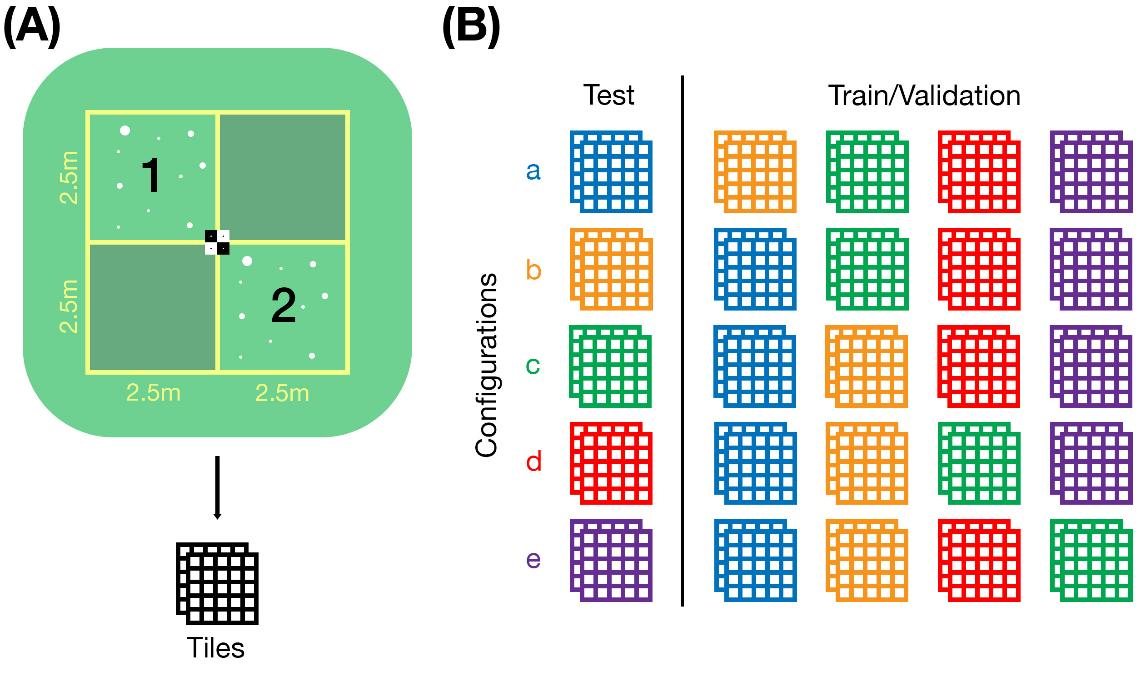 (A)
1
2
2.5m
2.5m
2.5m
2.5m
Tiles
(B)
Test
Train/Validation
Configurations
a
b
c
d
e